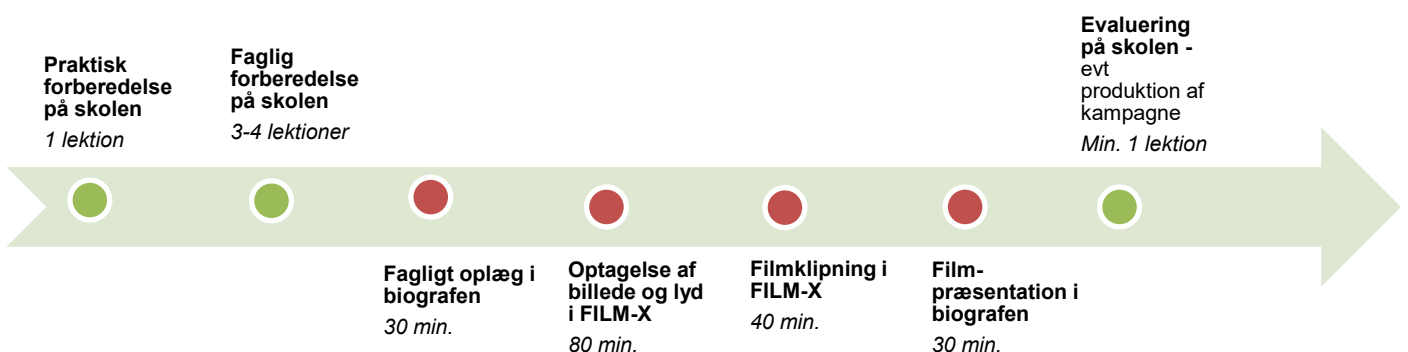 Praktisk
forberedelse
på skolen
1 lektion
Faglig
forberedelse
på skolen
3-4 lektioner
Fagligt oplæg i
biografen
30 min.
Optagelse af
billede og lyd
i FILM-X
80 min.
Filmklipning i
FILM-X
40 min.
Film-
præsentation i
biografen
30 min.
Evaluering
på skolen -
evt
produktion af
kampagne
Min. 1 lektion